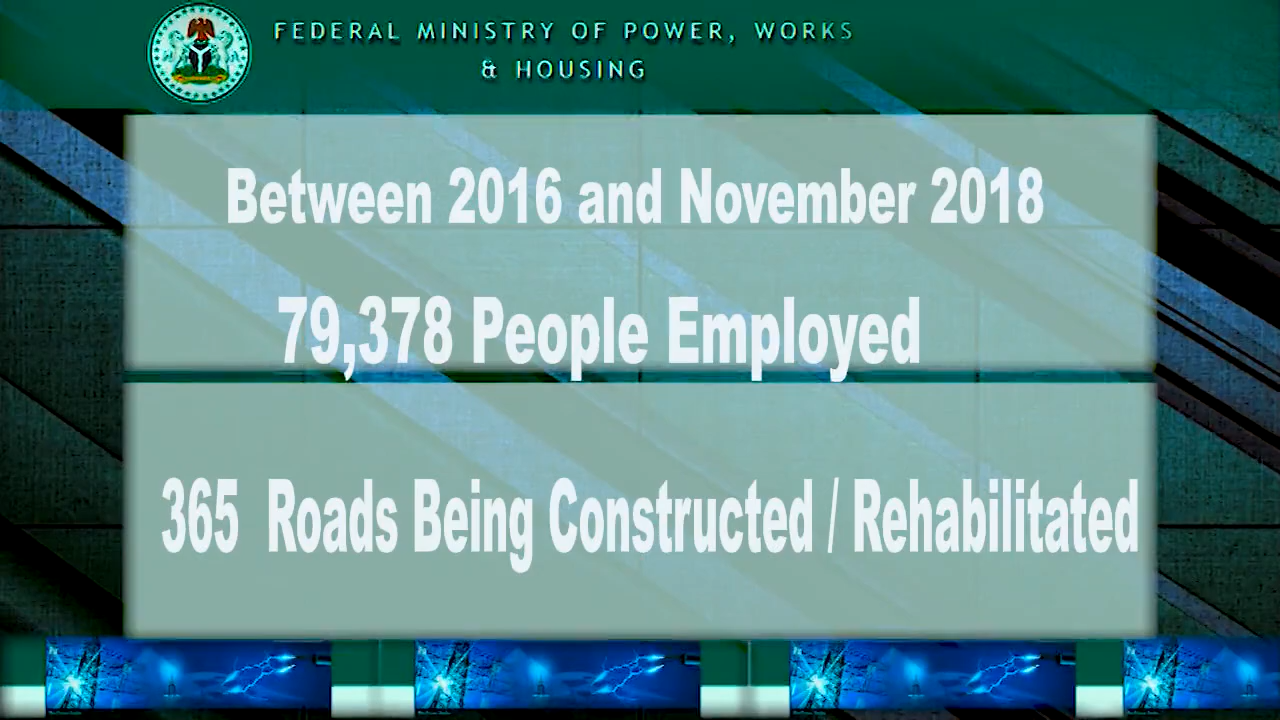 FEDERAL MINISTRY OF POWER, WORKS
& HOUSING
Between 2016 and November 2018
79,378 People Employed
365 Roads Being Constructed / Rehabilitated